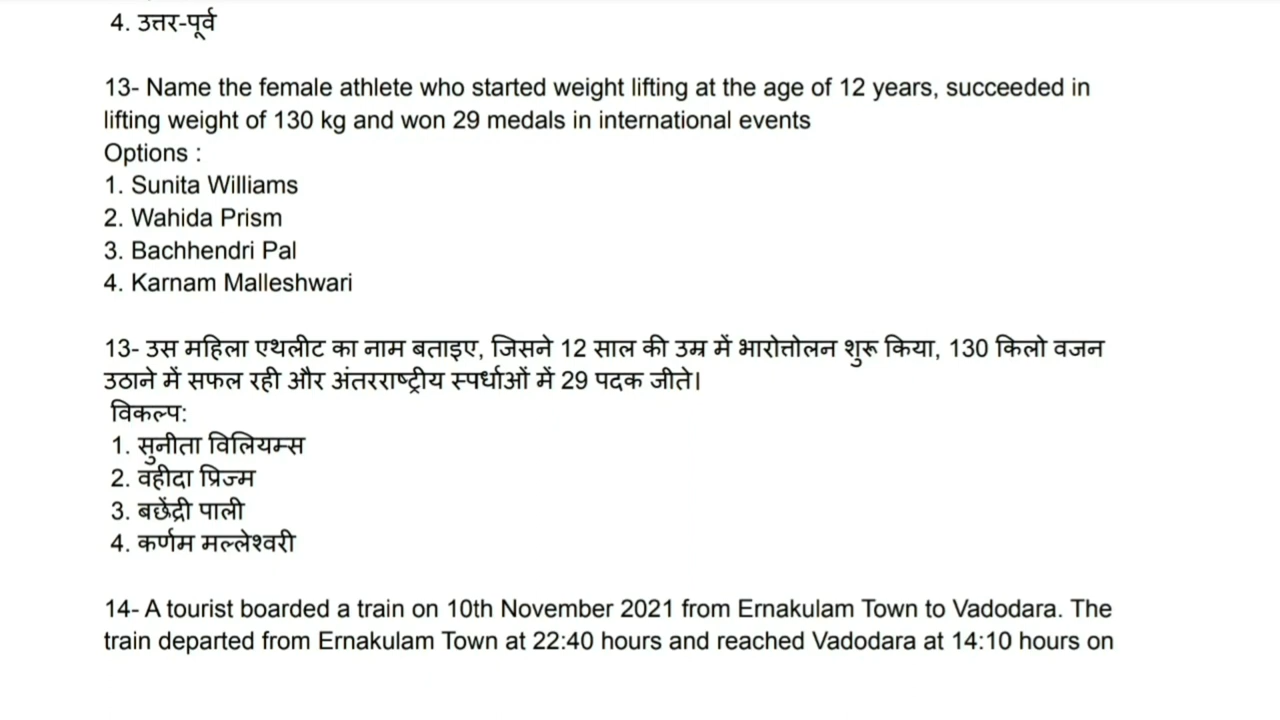 4. उत्तर-पूर्व
13- Name the female athlete who started weight lifting at the age of 12 years, succeeded in
lifting weight of 130 kg and won 29 medals in international events
Options :
1. Sunita Williams
2. Wahida Prism
3. Bachhendri Pal
4. Karnam Malleshwari
13- उस महिला एथलीट का नाम बताइए, जिसने 12 साल की उम्र में भारोत्तोलन शुरू किया, 130 किलो वजन
उठाने में सफल रही और अंतरराष्ट्रीय स्पर्धाओं में 29 पदक जीते।
विकल्प:
1. सुनीता विलियम्स
2. वहीदा प्रिज्म
3. बछेंद्री पाली
4. कर्णम मल्लेश्वरी
14- A tourist boarded a train on 10th November 2021 from Ernakulam Town to Vadodara. The
train departed from Ernakulam Town at 22:40 hours and reached Vadodara at 14:10 hours on